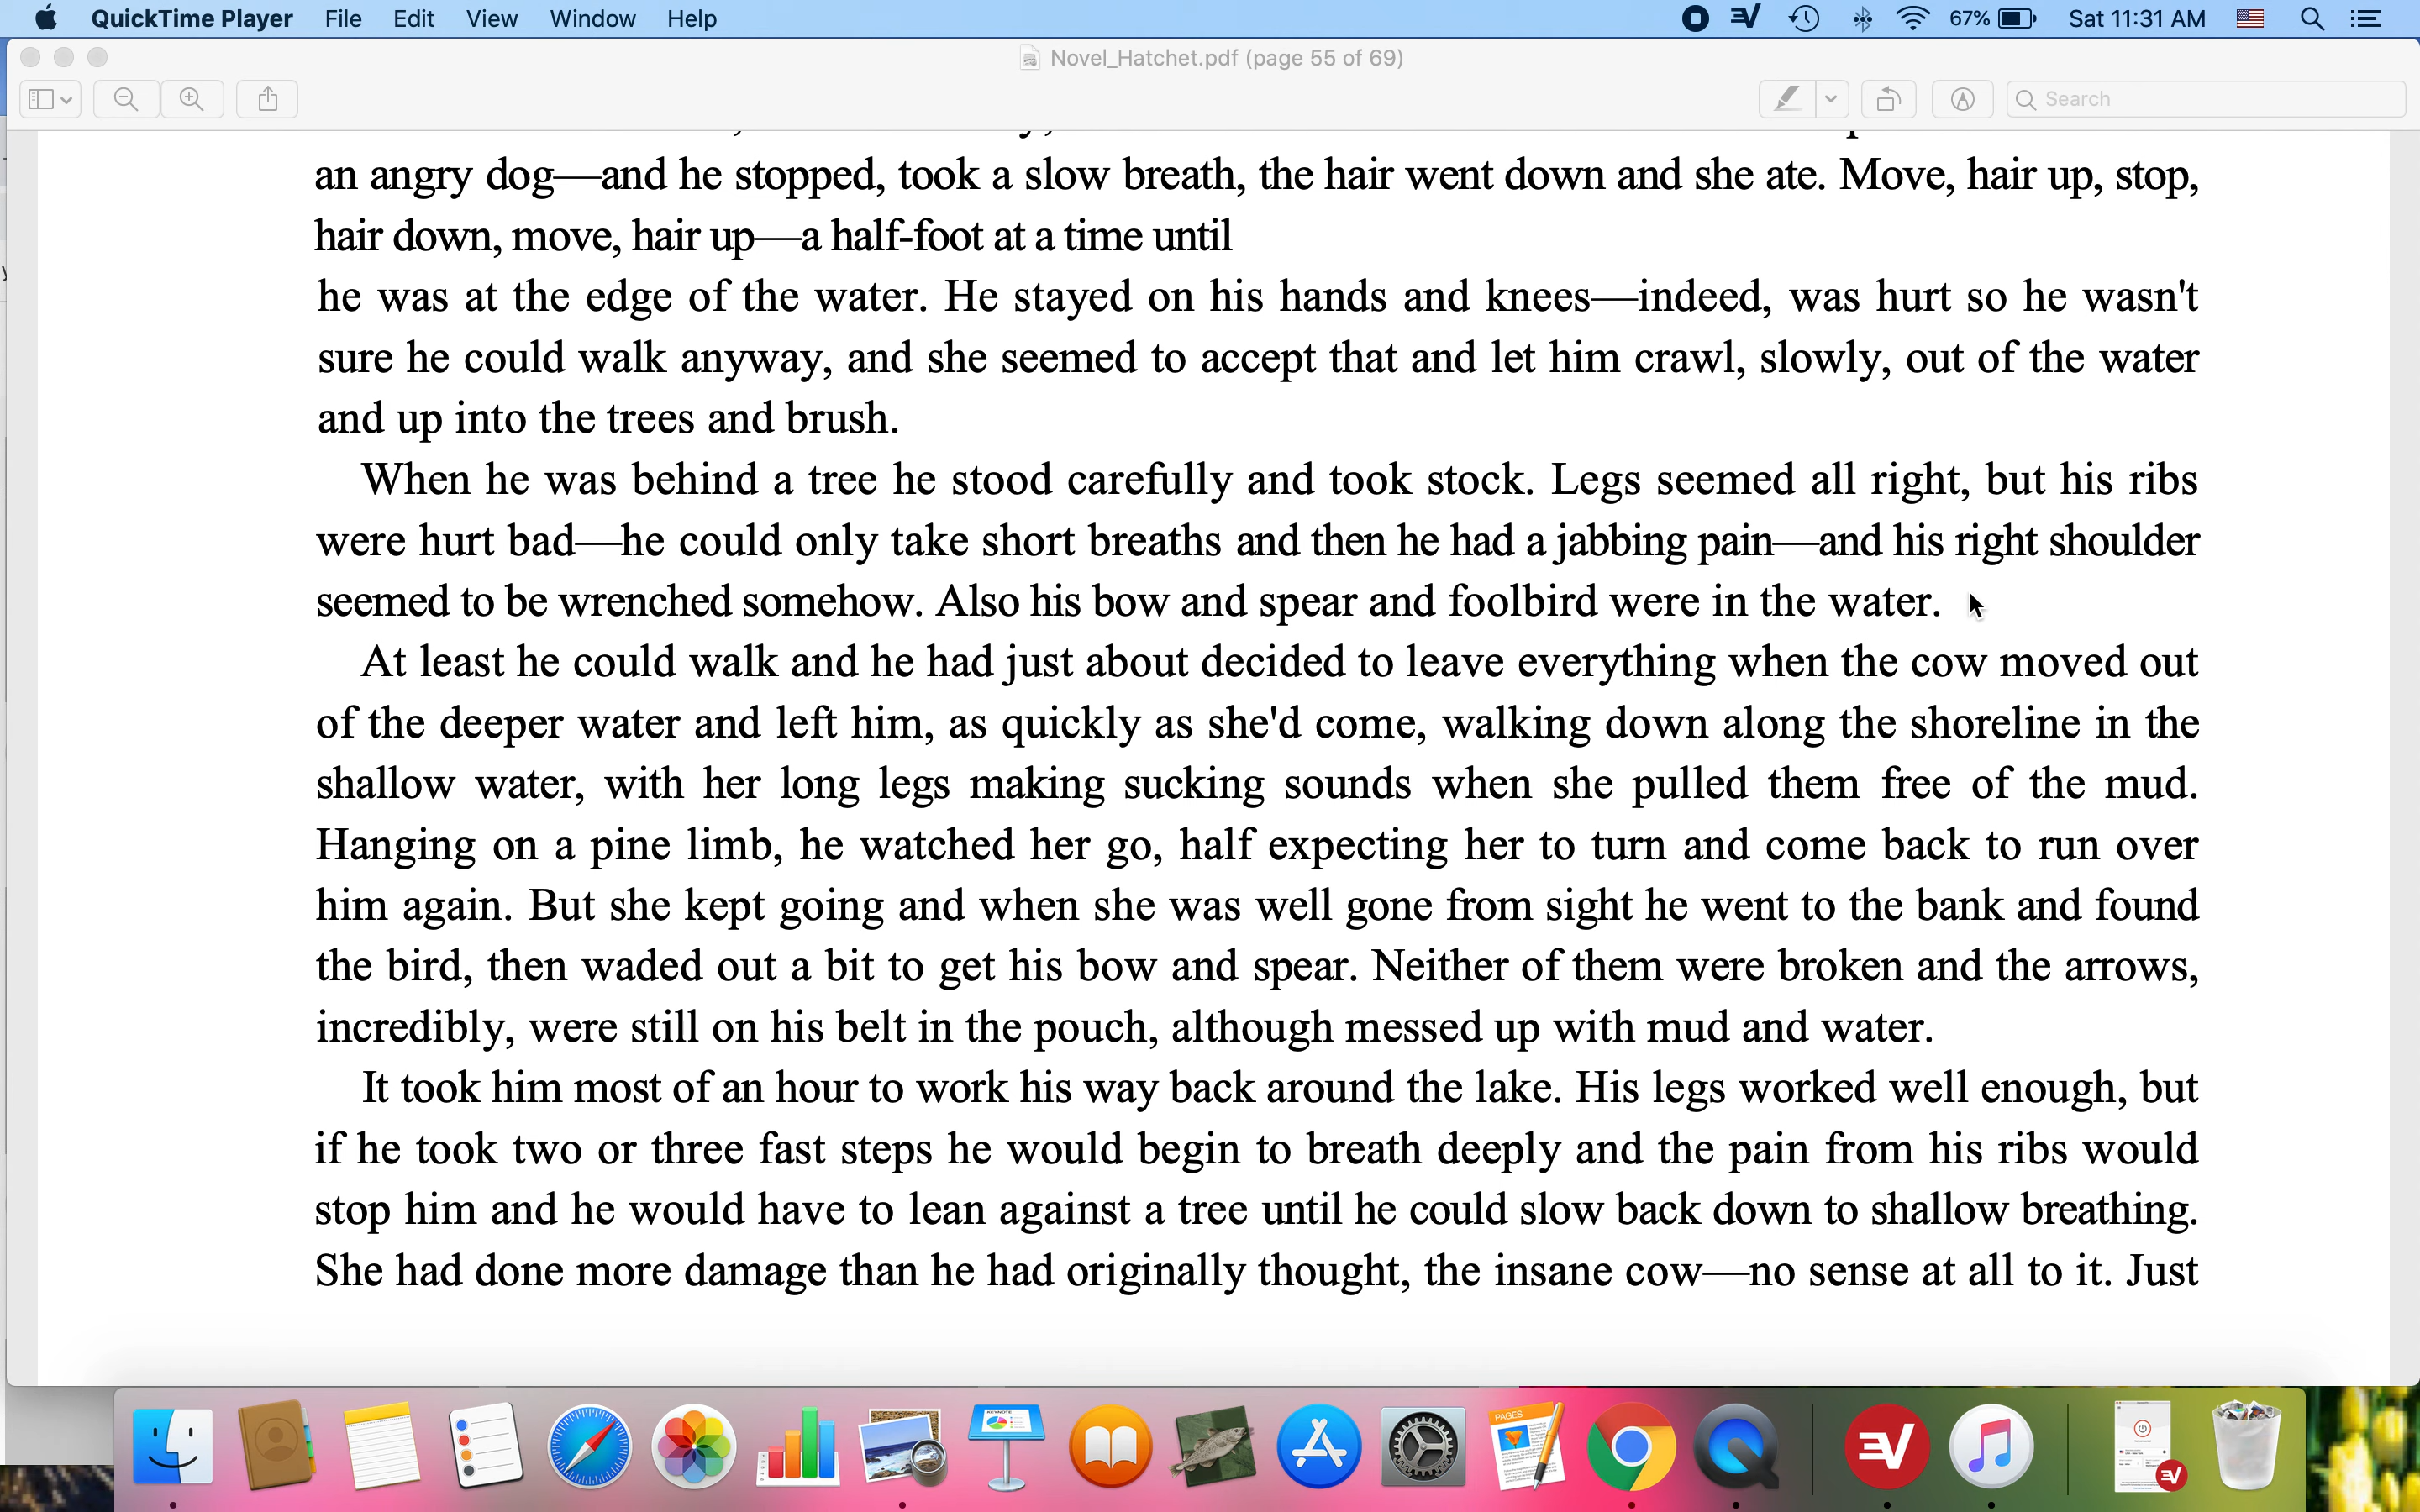 QuickTime Player File Edit View Window Help 67% Sat 11:31 AM
Novel_Hatchet.pdf (page 55 of 69)
Search
an angry dog—and he stopped, took a slow breath, the hair went down and she ate. Move, hair up, stop,
hair down, move, hair up—a half-foot at a time until
he was at the edge of the water. He stayed on his hands and knees—indeed, was hurt so he wasn't
sure he could walk anyway, and she seemed to accept that and let him crawl, slowly, out of the water
and up into the trees and brush.
When he was behind a tree he stood carefully and took stock. Legs seemed all right, but his ribs
were hurt bad—he could only take short breaths and then he had a jabbing pain—and his right shoulder
seemed to be wrenched somehow. Also his bow and spear and foolbird were in the water.
At least he could walk and he had just about decided to leave everything when the cow moved out
of the deeper water and left him, as quickly as she'd come, walking down along the shoreline in the
shallow water, with her long legs making sucking sounds when she pulled them free of the mud.
Hanging on a pine limb, he watched her go, half expecting her to turn and come back to run over
him again. But she kept going and when she was well gone from sight he went to the bank and found
the bird, then waded out a bit to get his bow and spear. Neither of them were broken and the arrows,
incredibly, were still on his belt in the pouch, although messed up with mud and water.
It took him most of an hour to work his way back around the lake. His legs worked well enough, but
if he took two or three fast steps he would begin to breath deeply and the pain from his ribs would
stop him and he would have to lean against a tree until he could slow back down to shallow breathing.
She had done more damage than he had originally thought, the insane cow—no sense at all to it. Just
KEYNOTE
PAGES